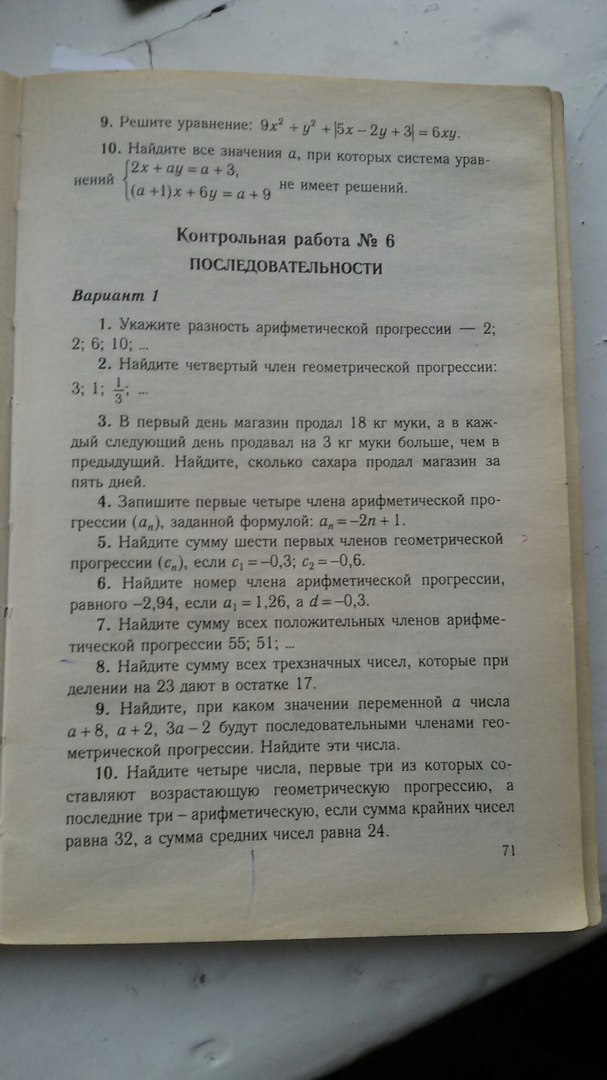 9. Решите уравнение: 9x² + y² + |5x − 2y + 3| = 6xy.
10. Найдите все значения a, при которых система урав-
нений {2x + ay = a + 3,
(a +1)x + 6y = a + 9 не имеет решений.
Контрольная работа № 6
ПОСЛЕДОВАТЕЛЬНОСТИ
Вариант 1
1. Укажите разность арифметической прогрессии — 2;
2; 6; 10; ...
2. Найдите четвертый член геометрической прогрессии:
3; 1; 1/3; ...
3. В первый день магазин продал 18 кг муки, а в каж-
дый следующий день продавал на 3 кг муки больше, чем в
предыдущий. Найдите, сколько сахара продал магазин за
пять дней.
4. Запишите первые четыре члена арифметической про-
грессии (aₙ), заданной формулой: aₙ = −2n + 1.
5. Найдите сумму шести первых членов геометрической
прогрессии (cₙ), если c₁ = −0,3; c₂ = −0,6.
6. Найдите номер члена арифметической прогрессии,
равного −2,94, если a₁ = 1,26, а d = −0,3.
7. Найдите сумму всех положительных членов арифме-
тической прогрессии 55; 51; ...
8. Найдите сумму всех трехзначных чисел, которые при
делении на 23 дают в остатке 17.
9. Найдите, при каком значении переменной a числа
a + 8, a + 2, 3a − 2 будут последовательными членами гео-
метрической прогрессии. Найдите эти числа.
10. Найдите четыре числа, первые три из которых со-
ставляют возрастающую геометрическую прогрессию, а
последние три – арифметическую, если сумма крайних чисел
равна 32, а сумма средних чисел равна 24.
71